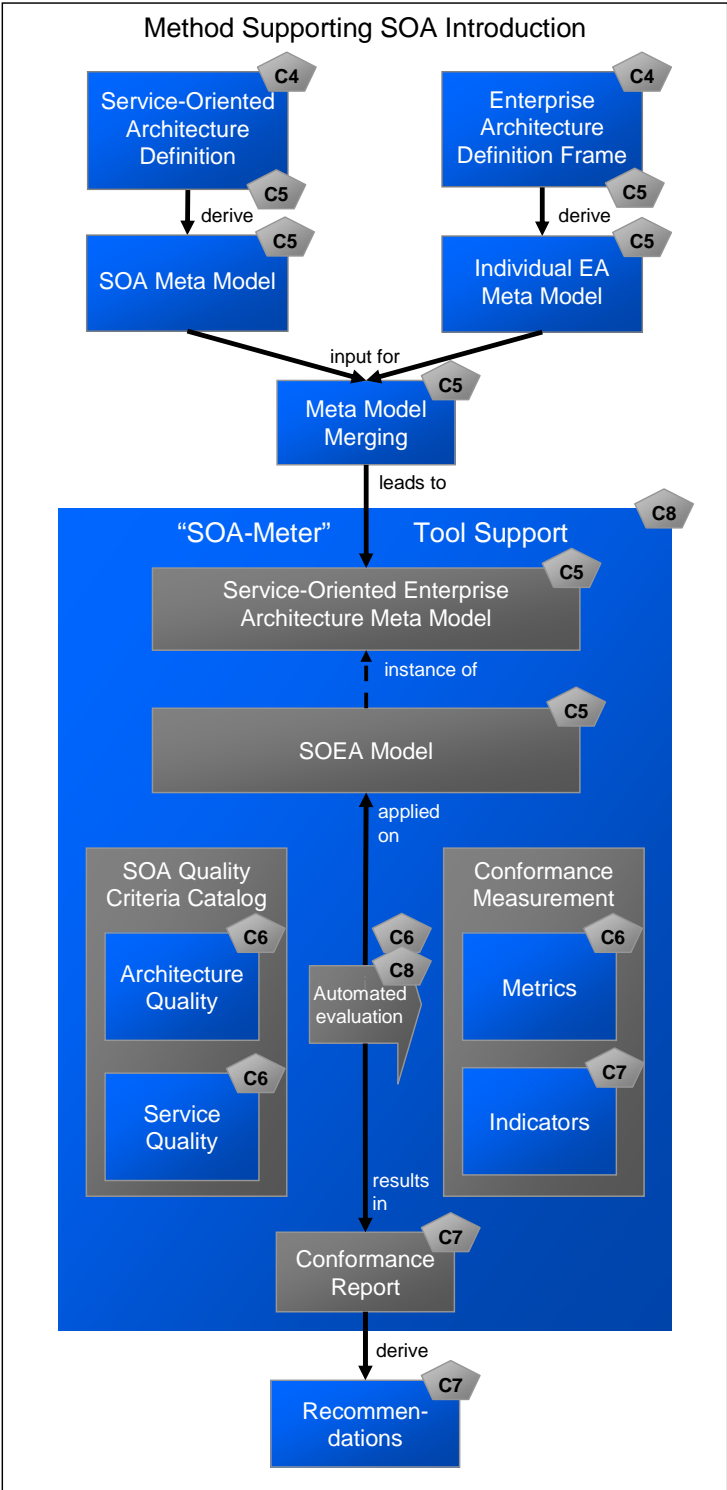 Method Supporting SOA Introduction
C4
Service-Oriented
Architecture
Definition
C5
C4
Enterprise
Architecture
Definition Frame
C5
derive
derive
C5
SOA Meta Model
C5
Individual EA
Meta Model
input for
C5
Meta Model
Merging
leads to
C8
“SOA-Meter” Tool Support
C5
Service-Oriented Enterprise
Architecture Meta Model
instance of
C5
SOEA Model
applied
on
SOA Quality
Criteria Catalog
C6
Architecture
Quality
C6
Service
Quality
C6
C8
Automated
evaluation
Conformance
Measurement
C6
Metrics
C7
Indicators
results
in
C7
Conformance
Report
derive
C7
Recommen-
dations